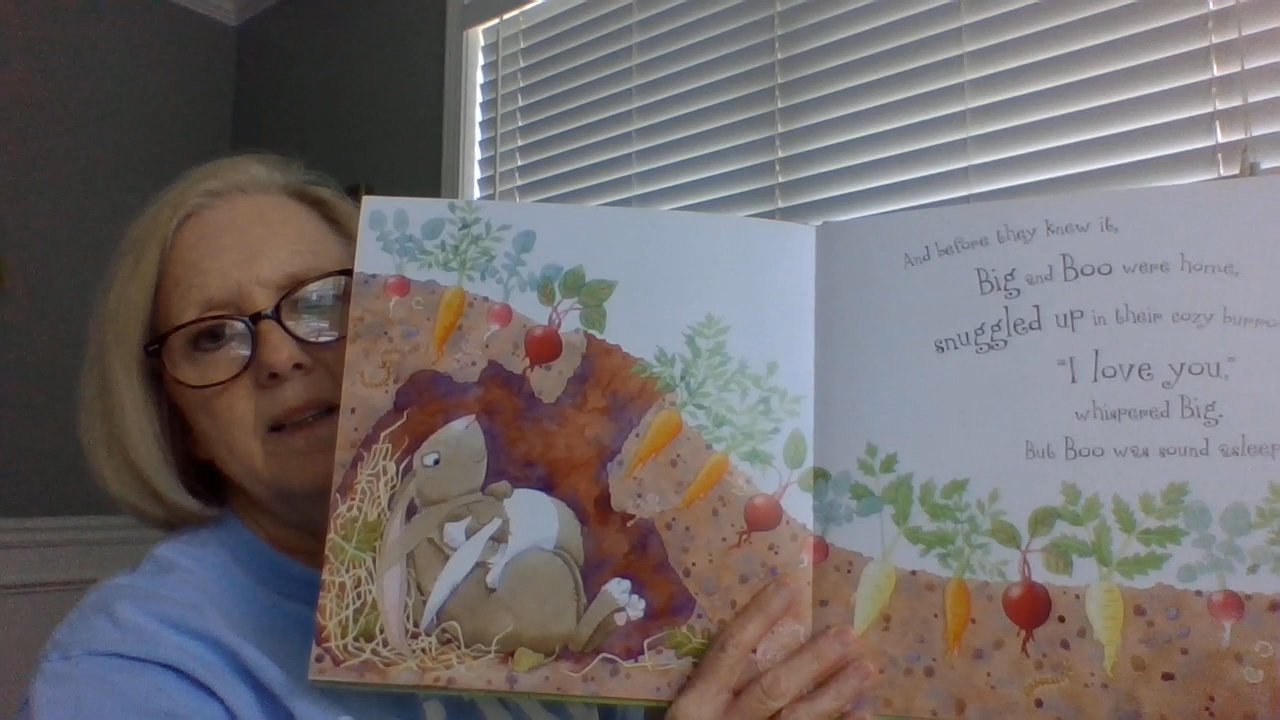 And before they knew it,
Big and Boo were home,
snuggled up in their cozy
"I love you,"
whispered Big.
But Boo was sound asleep